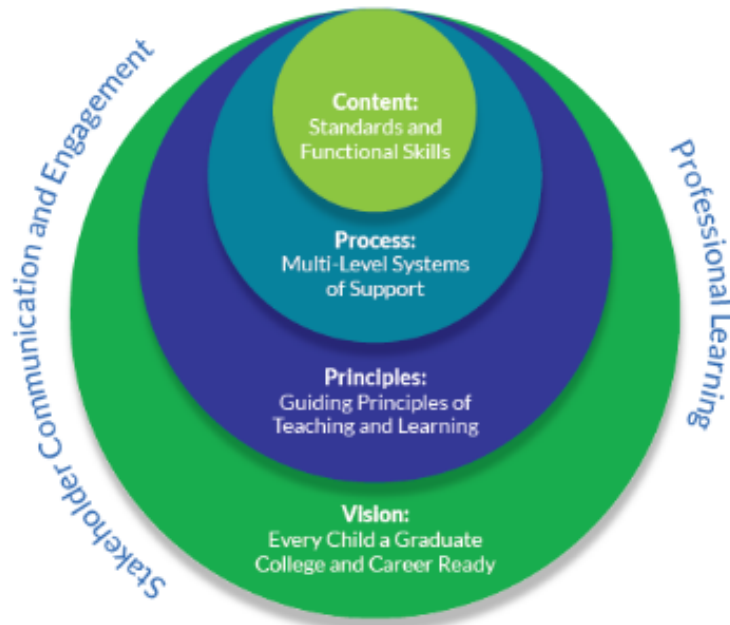 Stakeholder Communication and Engagement
Content:
Standards and
Functional Skills
Process:
Multi-Level Systems
of Support
Principles:
Guiding Principles of
Teaching and Learning
Vision:
Every Child a Graduate
College and Career Ready
Professional Learning